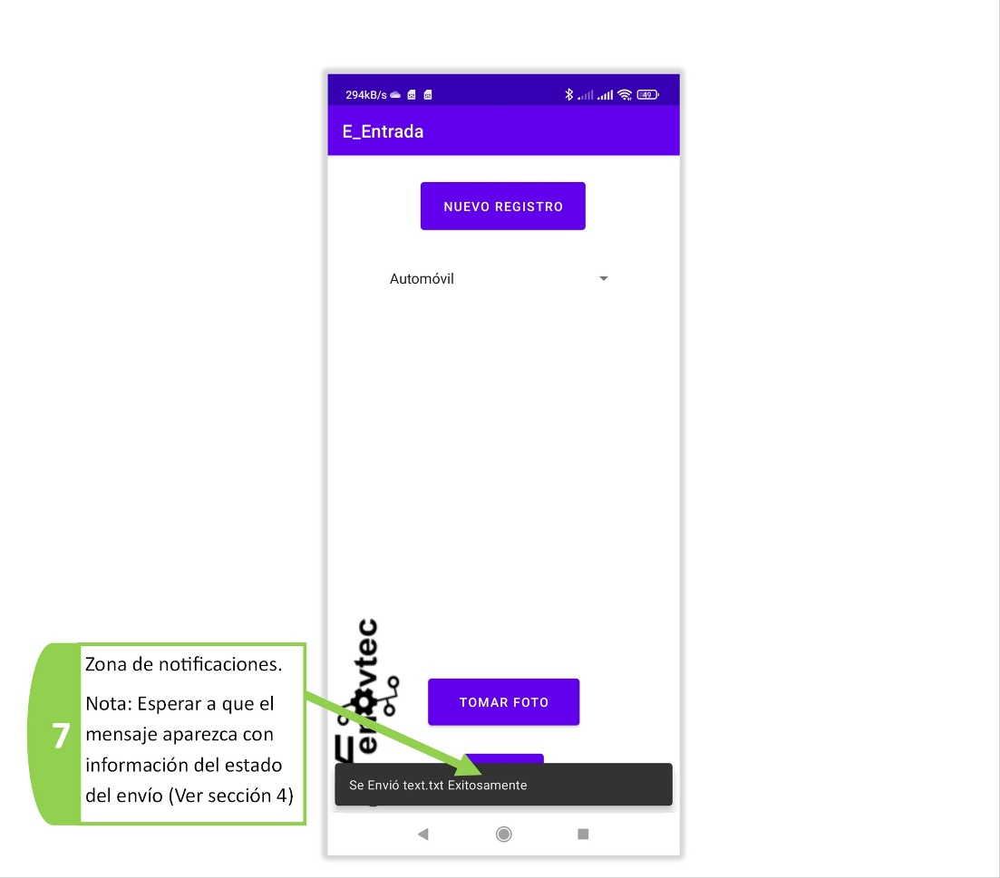 294kB/s
49
E_Entrada
NUEVO REGISTRO
Automóvil
Zona de notificaciones.
Nota: Esperar a que el
7
mensaje aparezca con
información del estado
del envío (Ver sección 4)
TOMAR FOTO
Se Envió text.txt Exitosamente